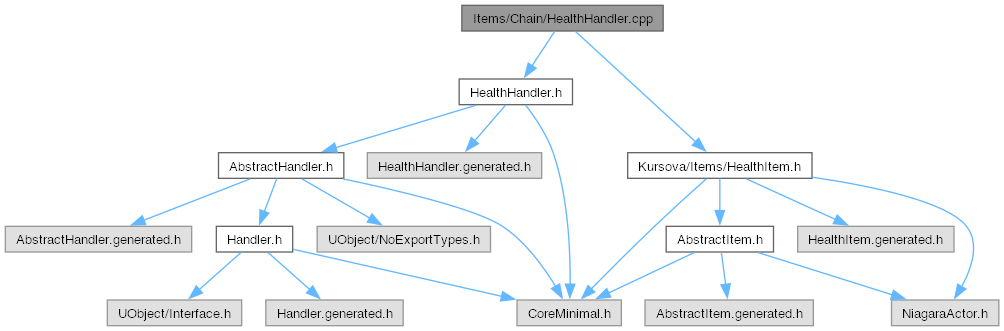 Items/Chain/HealthHandler.cpp
HealthHandler.h
AbstractHandler.h
HealthHandler.generated.h
Kursova/Items/HealthItem.h
AbstractHandler.generated.h
Handler.h
UObject/NoExportTypes.h
AbstractItem.h
HealthItem.generated.h
UObject/Interface.h
Handler.generated.h
CoreMinimal.h
AbstractItem.generated.h
NiagaraActor.h